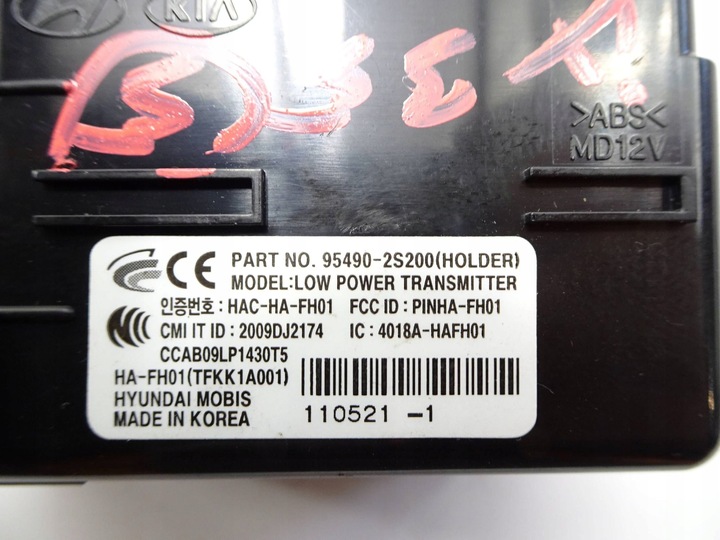 KIA
>ABS<
MD12V
CE PART NO. 95490-2S200(HOLDER)
MODEL:LOW POWER TRANSMITTER
인증번호 : HAC-HA-FH01 FCC ID : PINHA-FH01
CMI IT ID : 2009DJ2174 IC : 4018A-HAFH01
CCAB09LP1430T5
HA-FH01(TFKK1A001)
HYUNDAI MOBIS
MADE IN KOREA
110521 -1